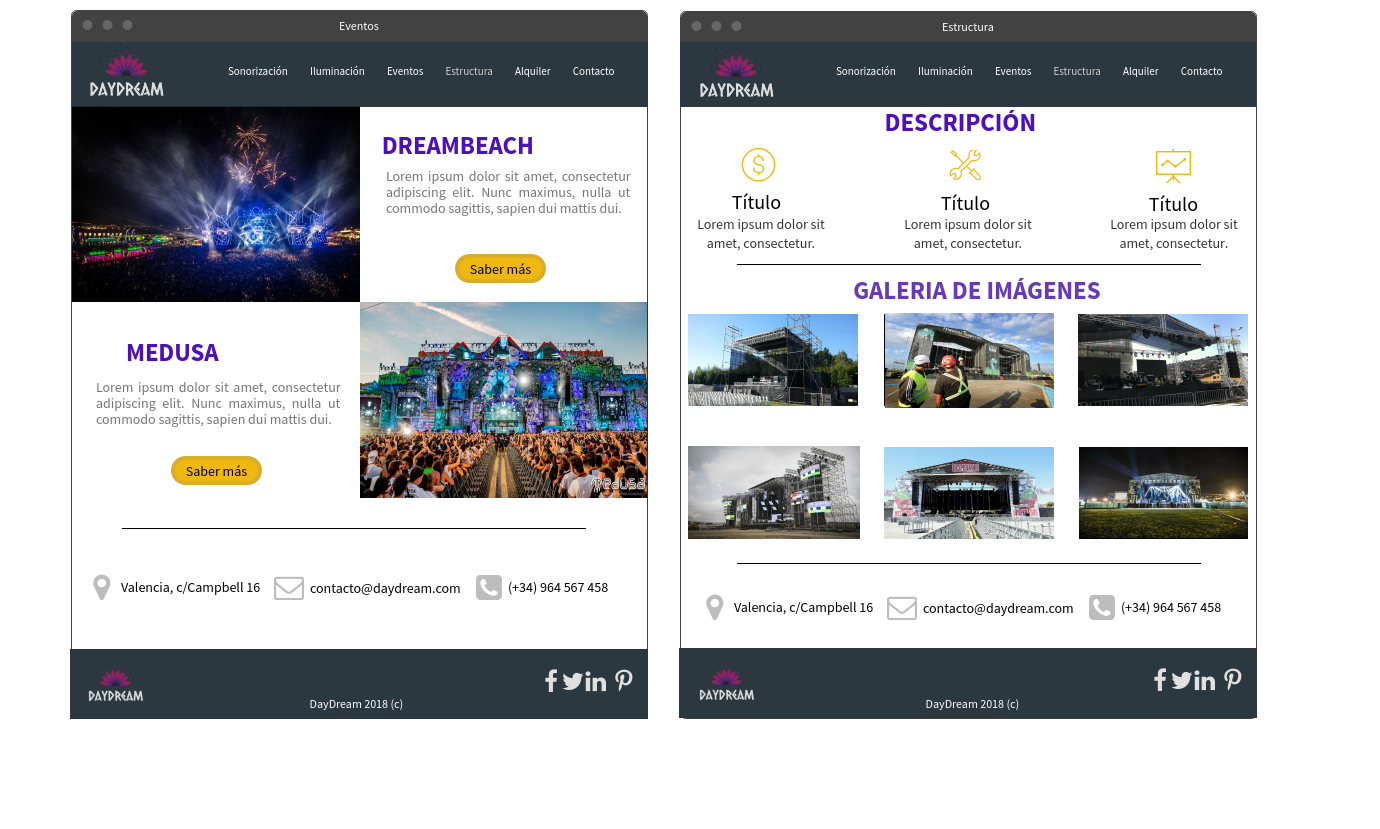 Eventos
DAYDREAM
Sonorización Iluminación Eventos Estructura Alquiler Contacto
DREAMBEACH
Lorem ipsum dolor sit amet, consectetur
adipiscing elit. Nunc maximus, nulla ut
commodo sagittis, sapien dui mattis dui.
Saber más
MEDUSA
Lorem ipsum dolor sit amet, consectetur
adipiscing elit. Nunc maximus, nulla ut
commodo sagittis, sapien dui mattis dui.
Saber más
medusa
Valencia, c/Campbell 16 contacto@daydream.com (+34) 964 567 458
DAYDREAM
DayDream 2018 (c)
Estructura
DAYDREAM
Sonorización Iluminación Eventos Estructura Alquiler Contacto
DESCRIPCIÓN
Título
Lorem ipsum dolor sit
amet, consectetur.
Título
Lorem ipsum dolor sit
amet, consectetur.
Título
Lorem ipsum dolor sit
amet, consectetur.
GALERIA DE IMÁGENES
Valencia, c/Campbell 16 contacto@daydream.com (+34) 964 567 458
DAYDREAM
DayDream 2018 (c)